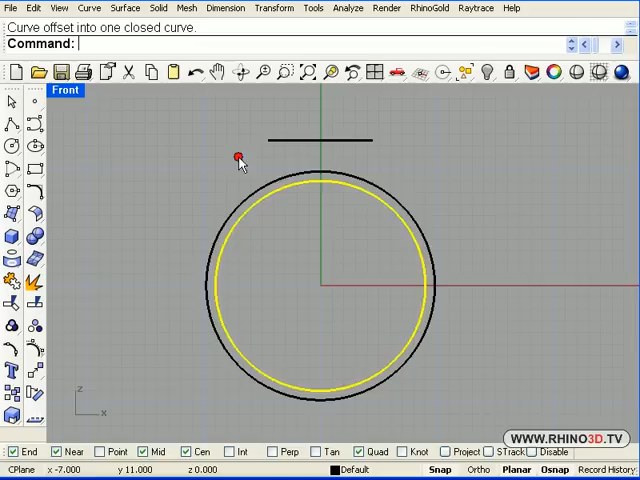 File Edit View Curve Surface Solid Mesh Dimension Transform Tools Analyze Render RhinoGold Raytrace Help
Curve offset into one closed curve.
Command:
Front
z
x
WWW.RHINO3D.TV
End Near Point Mid Cen Int Perp Tan Quad Knot Project STrack Disable
CPlane x -7.000 y 11.000 z 0.000 Default Snap Ortho Planar Osnap Record History